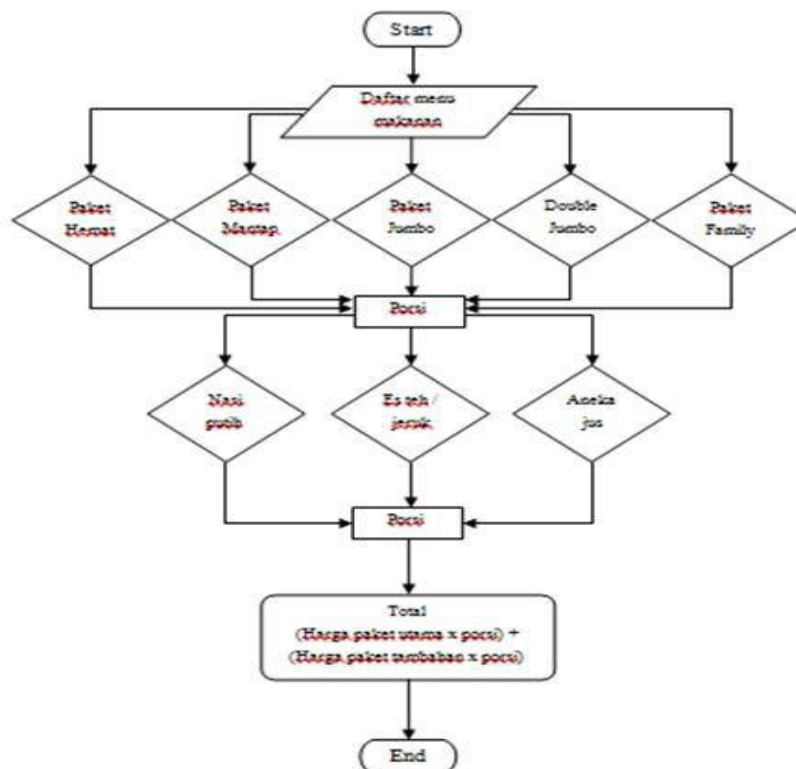 Start
Daftar menu
makanan
Paket
Hemat
Paket
Mantap
Paket
Jumbo
Double
Jumbo
Paket
Family
Porsi
Nasi
putih
Es teh /
jeruk
Aneka
jus
Porsi
Total
(Harga paket utama x porsi) +
(Harga paket tambahan x porsi)
End